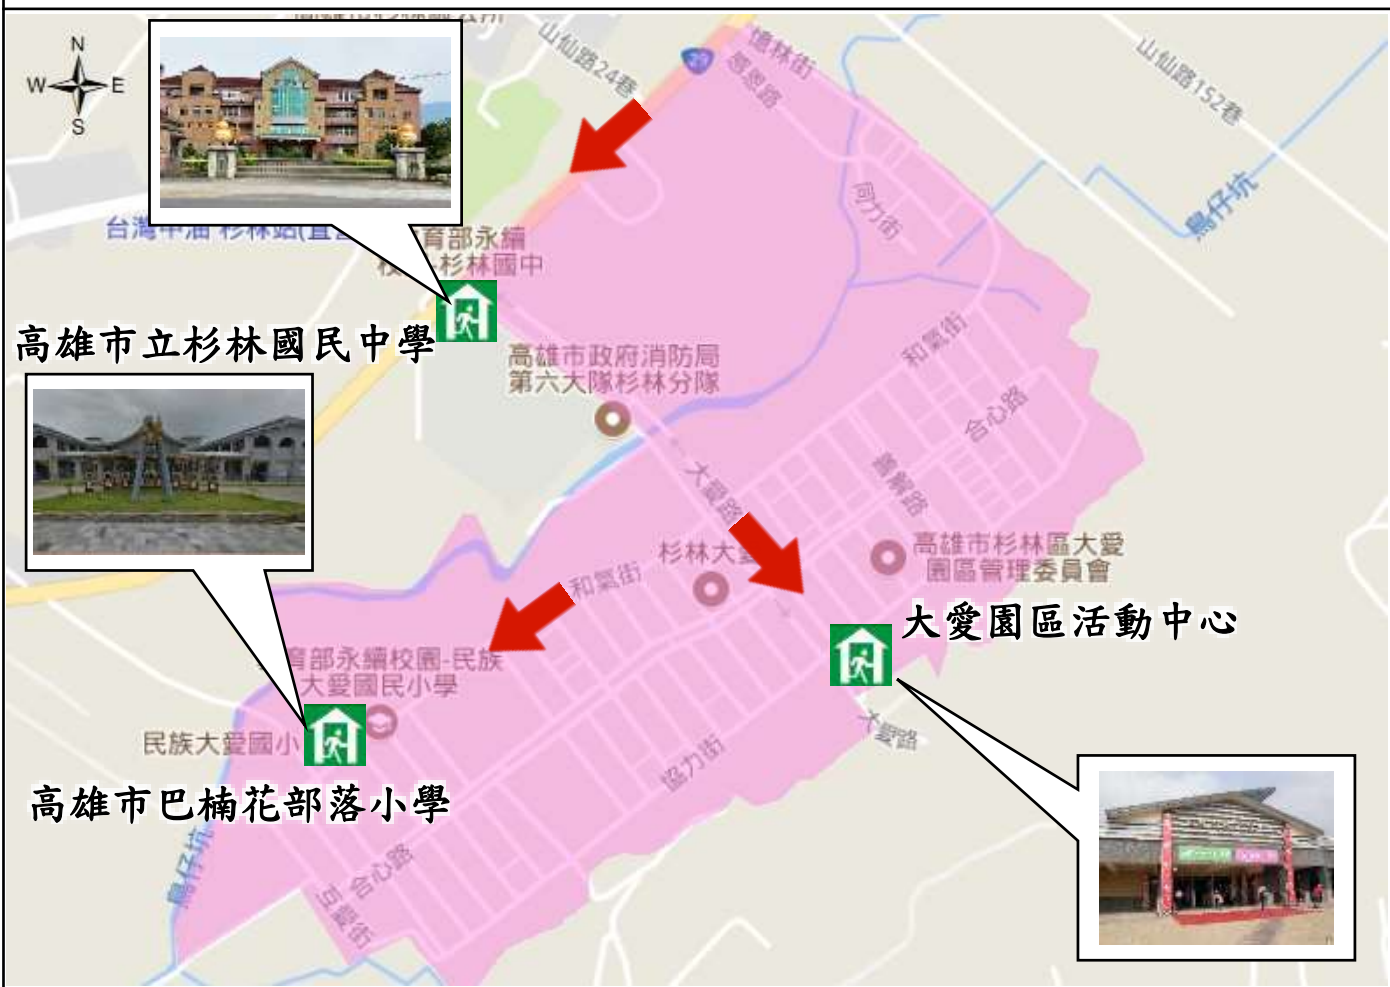 N
W
E
S
山仙路24巷
憶林街
感恩路
山仙路152巷
同力街
鳥仔坑
台灣中油 杉林站(直營
育部永續
杉林國中
高雄市立杉林國民中學
高雄市政府消防局
第六大隊杉林分隊
和氣街
合心路
大愛路
善解路
杉林大愛
高雄市杉林區大愛
園區管理委員會
和氣街
大愛園區活動中心
育部永續校園-民族
大愛國民小學
民族大愛國小
大愛路
協力街
高雄市巴楠花部落小學
鳥仔坑
合心路
互愛街